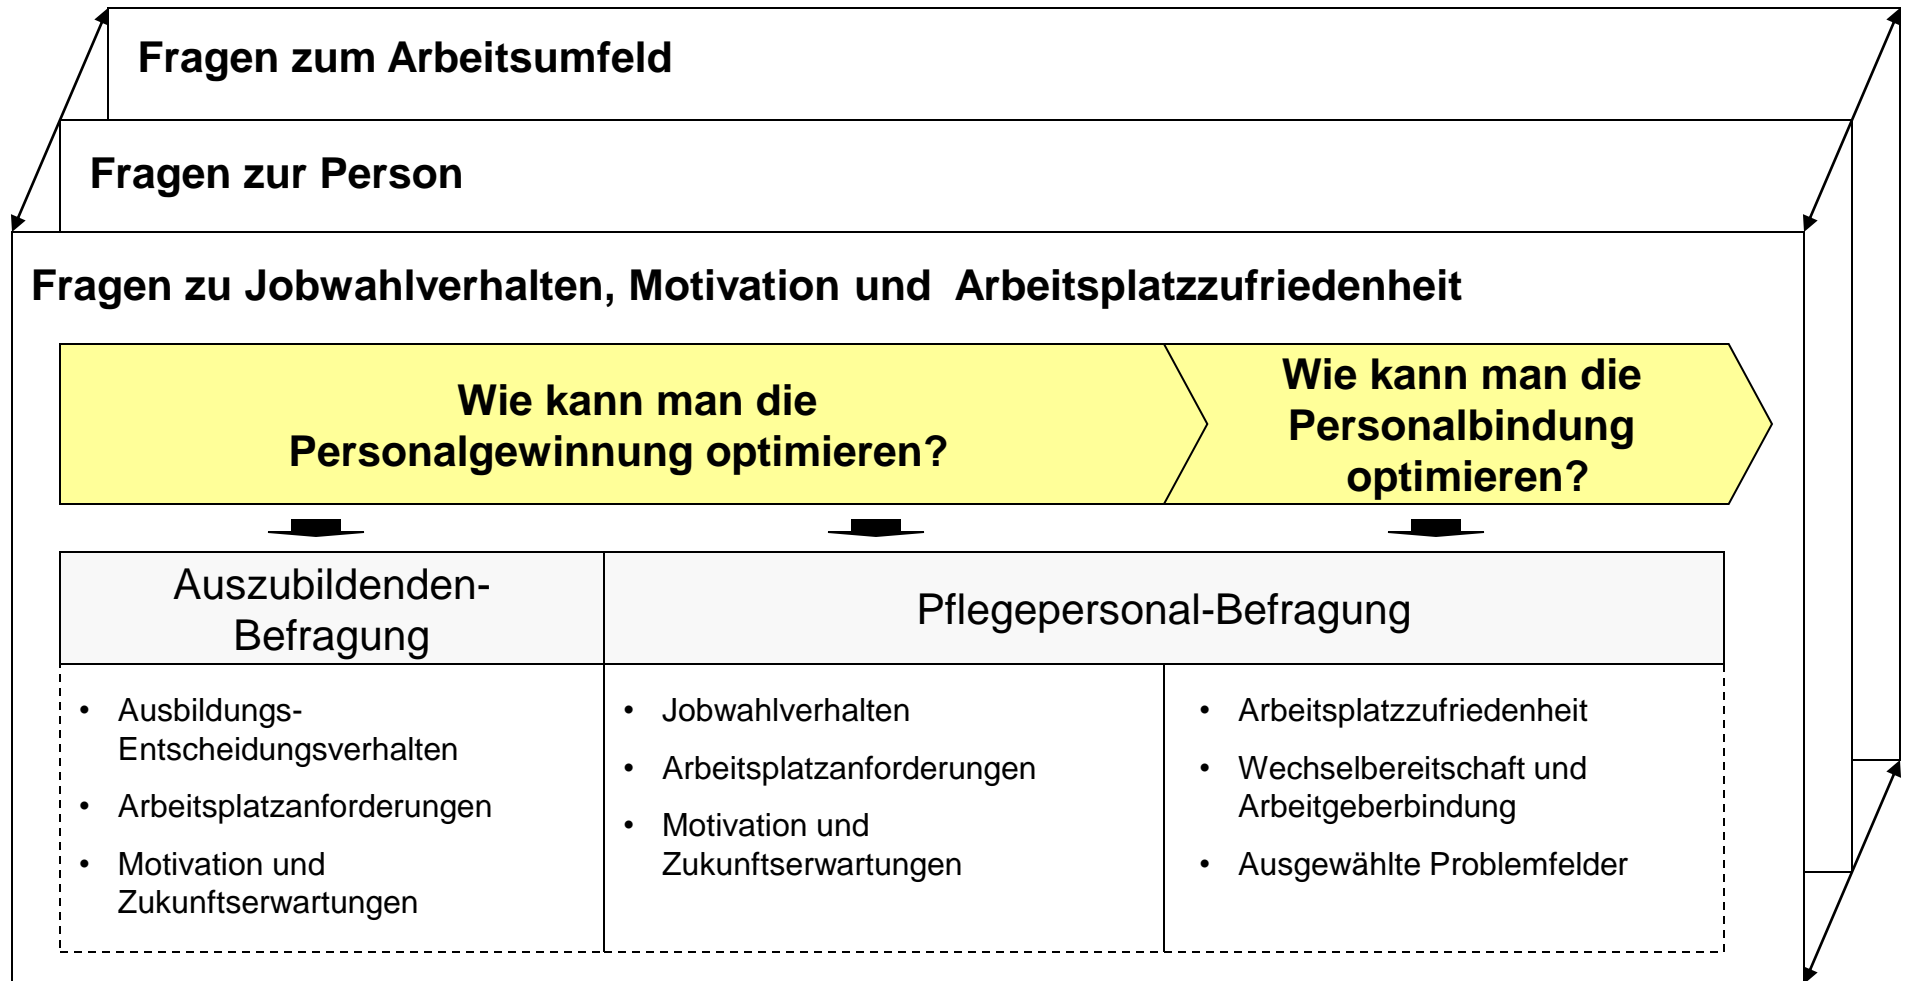 Fragen zum Arbeitsumfeld
Fragen zur Person
Fragen zu Jobwahlverhalten, Motivation und  Arbeitsplatzzufriedenheit
Wie kann man die
Personalgewinnung optimieren?
Wie kann man die
Personalbindung
optimieren?
Auszubildenden-
Befragung
Pflegepersonal-Befragung
• Ausbildungs-
Entscheidungsverhalten
• Arbeitsplatzanforderungen
• Motivation und
Zukunftserwartungen
• Jobwahlverhalten
• Arbeitsplatzanforderungen
• Motivation und
Zukunftserwartungen
• Arbeitsplatzzufriedenheit
• Wechselbereitschaft und
Arbeitgeberbindung
• Ausgewählte Problemfelder